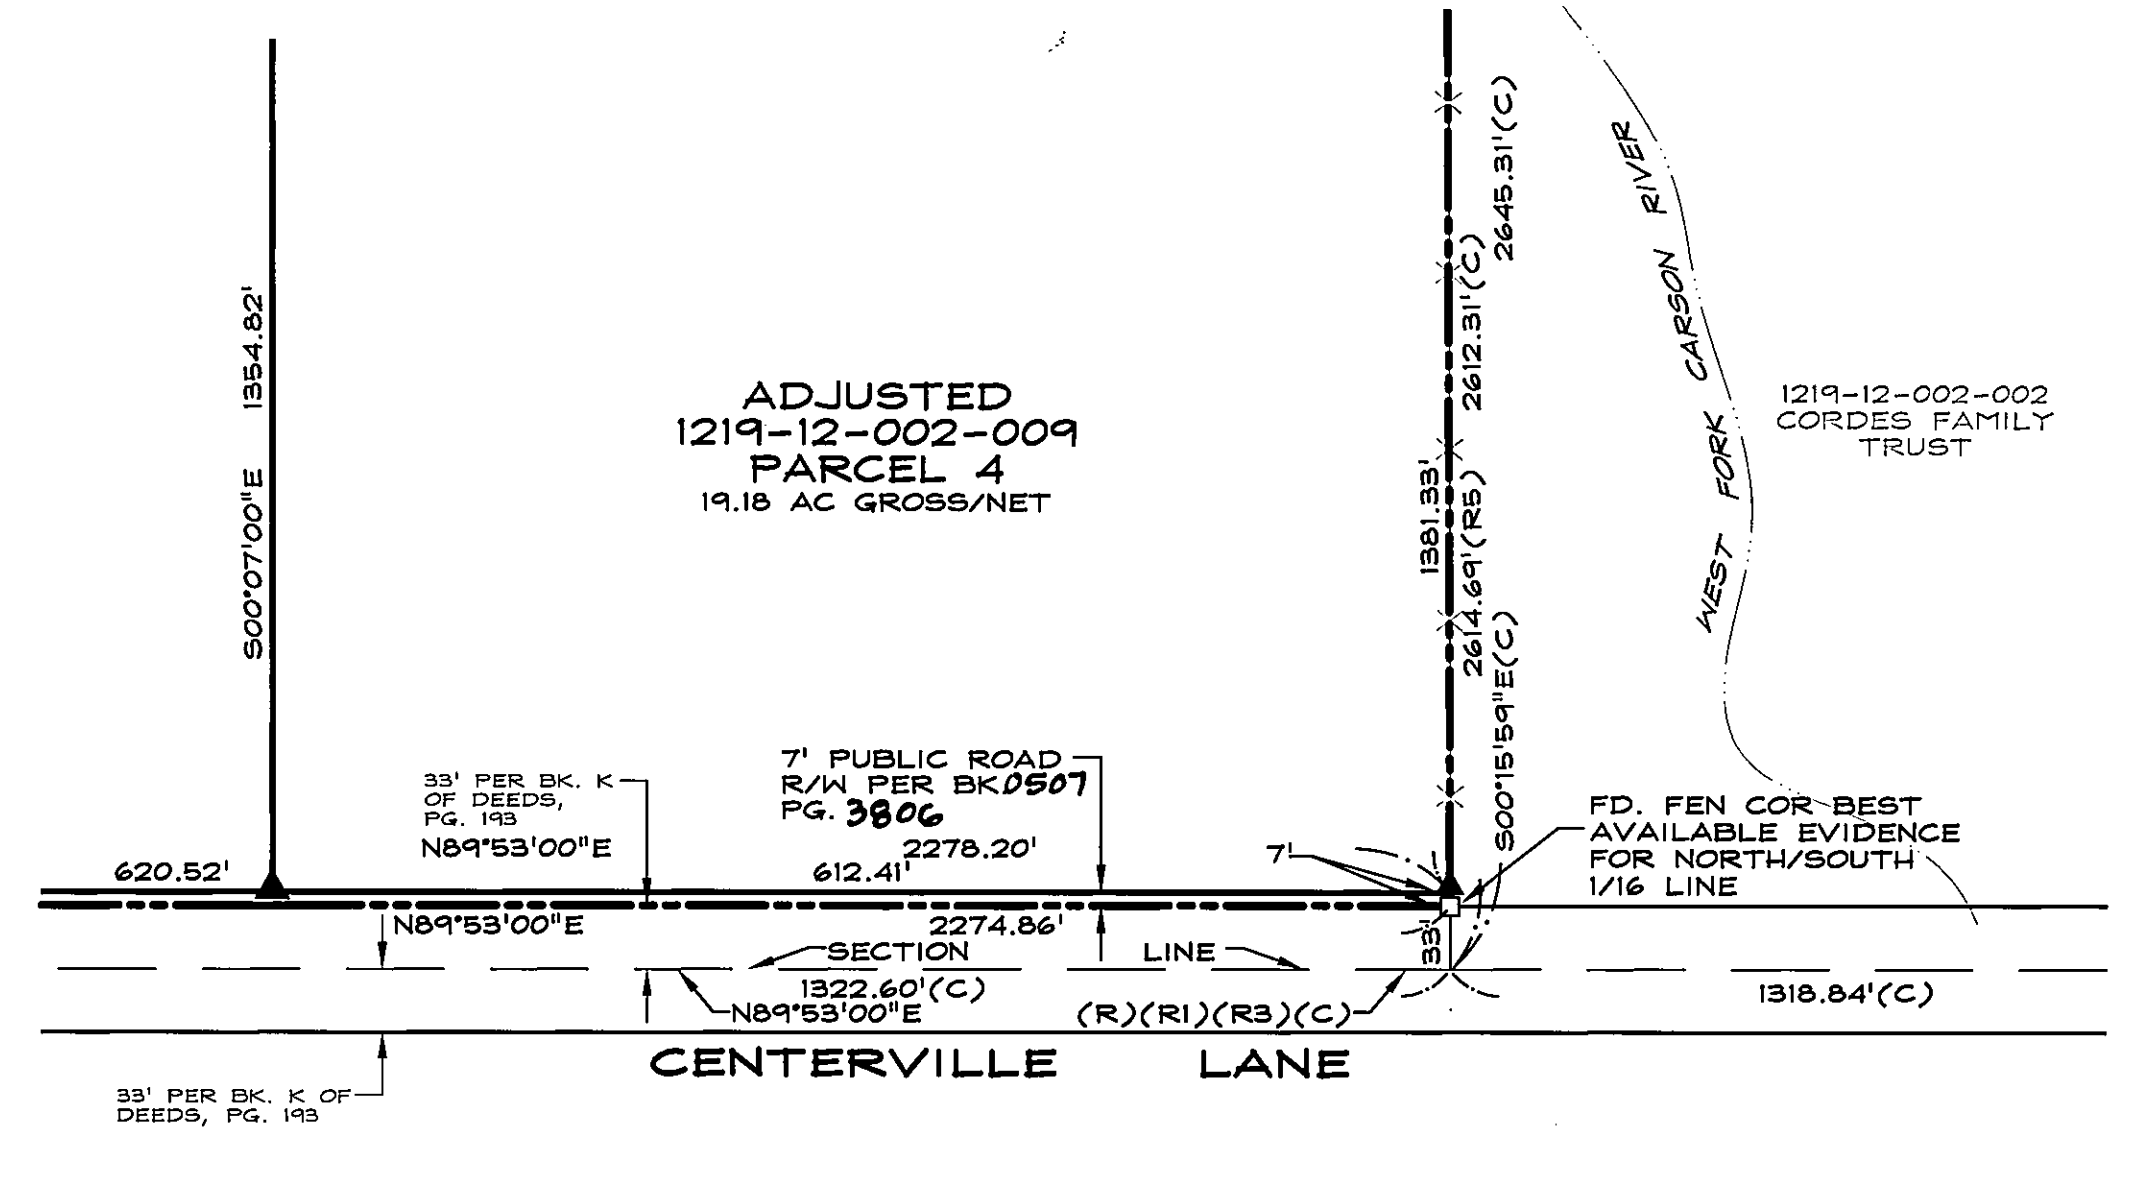 S00°07'00"E 1354.82'
ADJUSTED
1219-12-002-009
PARCEL 4
19.18 AC GROSS/NET
2645.31'(C)
2612.31'(C)
1381.33'
2614.69'(R5)
S00°15'59"E(C)
WEST FORK CARSON RIVER
1219-12-002-002
CORDES FAMILY
TRUST
33' PER BK. K
OF DEEDS,
PG. 193
N89°53'00"E
7' PUBLIC ROAD
R/W PER BK 0507
PG. 3806
2278.20'
620.52'
612.41'
7'
FD. FEN COR BEST
AVAILABLE EVIDENCE
FOR NORTH/SOUTH
1/16 LINE
N89°53'00"E
2274.86'
33'
SECTION LINE
1322.60'(C)
N89°53'00"E
(R)(R1)(R3)(C)
1318.84'(C)
CENTERVILLE LANE
33' PER BK. K OF
DEEDS, PG. 193